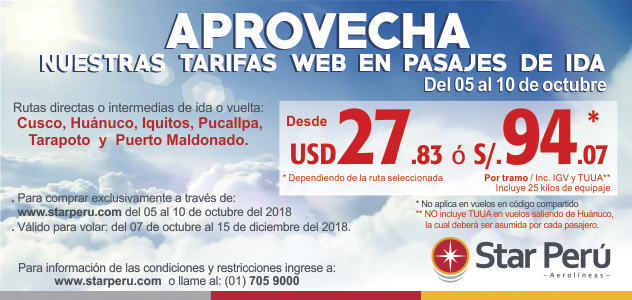 APROVECHA
NUESTRAS TARIFAS WEB EN PASAJES DE IDA
Del 05 al 10 de octubre
Rutas directas o intermedias de ida o vuelta:
Cusco, Huánuco, Iquitos, Pucallpa,
Tarapoto y Puerto Maldonado.
Desde
USD 27.83 ó S/. 94.07 *
* Dependiendo de la ruta seleccionada
Por tramo / Inc. IGV y TUUA**
Incluye 25 kilos de equipaje
. Para comprar exclusivamente a través de:
www.starperu.com del 05 al 10 de octubre del 2018
. Válido para volar: del 07 de octubre al 15 de diciembre del 2018.
* No aplica en vuelos en código compartido
** NO incluye TUUA en vuelos saliendo de Huánuco,
la cual deberá ser asumida por cada pasajero.
Para información de las condiciones y restricciones ingrese a:
www.starperu.com o llame al: (01) 705 9000
Star Perú
- Aerolíneas -